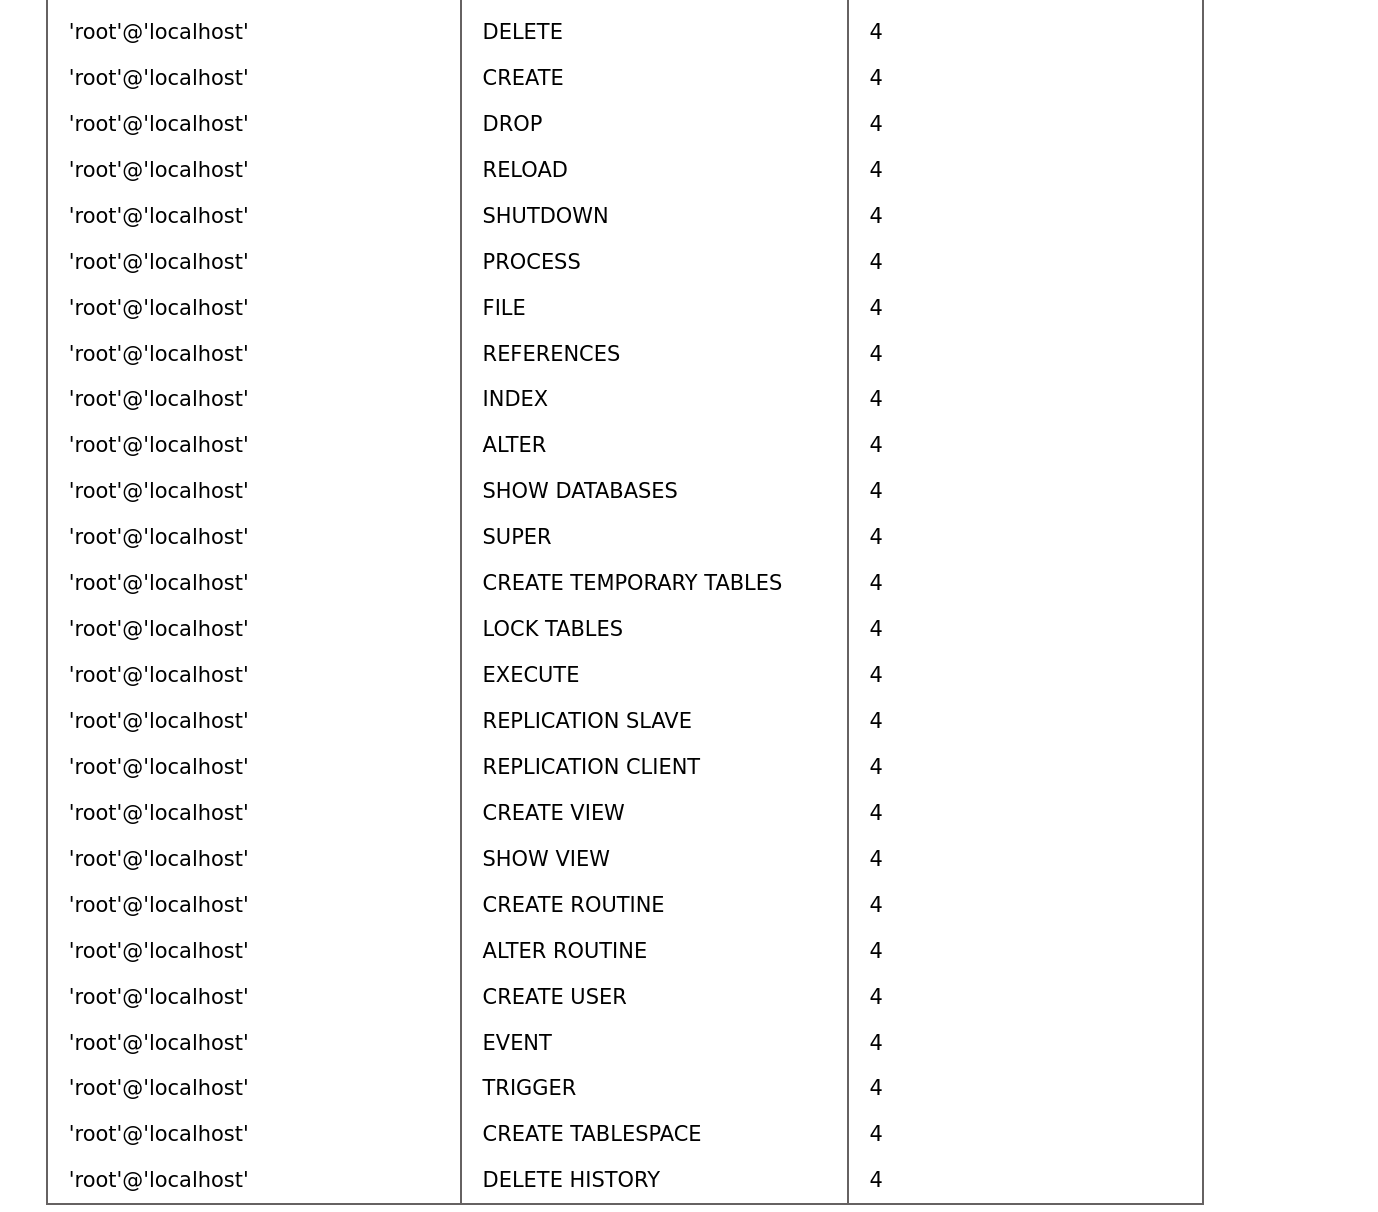 'root'@'localhost' DELETE 4
'root'@'localhost' CREATE 4
'root'@'localhost' DROP 4
'root'@'localhost' RELOAD 4
'root'@'localhost' SHUTDOWN 4
'root'@'localhost' PROCESS 4
'root'@'localhost' FILE 4
'root'@'localhost' REFERENCES 4
'root'@'localhost' INDEX 4
'root'@'localhost' ALTER 4
'root'@'localhost' SHOW DATABASES 4
'root'@'localhost' SUPER 4
'root'@'localhost' CREATE TEMPORARY TABLES 4
'root'@'localhost' LOCK TABLES 4
'root'@'localhost' EXECUTE 4
'root'@'localhost' REPLICATION SLAVE 4
'root'@'localhost' REPLICATION CLIENT 4
'root'@'localhost' CREATE VIEW 4
'root'@'localhost' SHOW VIEW 4
'root'@'localhost' CREATE ROUTINE 4
'root'@'localhost' ALTER ROUTINE 4
'root'@'localhost' CREATE USER 4
'root'@'localhost' EVENT 4
'root'@'localhost' TRIGGER 4
'root'@'localhost' CREATE TABLESPACE 4
'root'@'localhost' DELETE HISTORY 4